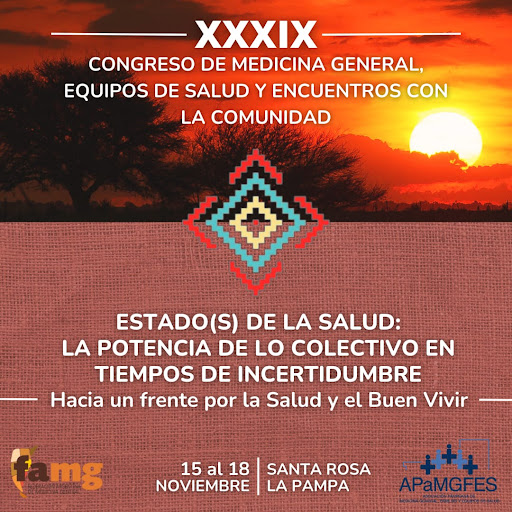 XXXIX
CONGRESO DE MEDICINA GENERAL,
EQUIPOS DE SALUD Y ENCUENTROS CON
LA COMUNIDAD
ESTADO(S) DE LA SALUD:
LA POTENCIA DE LO COLECTIVO EN
TIEMPOS DE INCERTIDUMBRE
Hacia un frente por la Salud y el Buen Vivir
famg
15 al 18
NOVIEMBRE
SANTA ROSA
LA PAMPA
APaMGFES